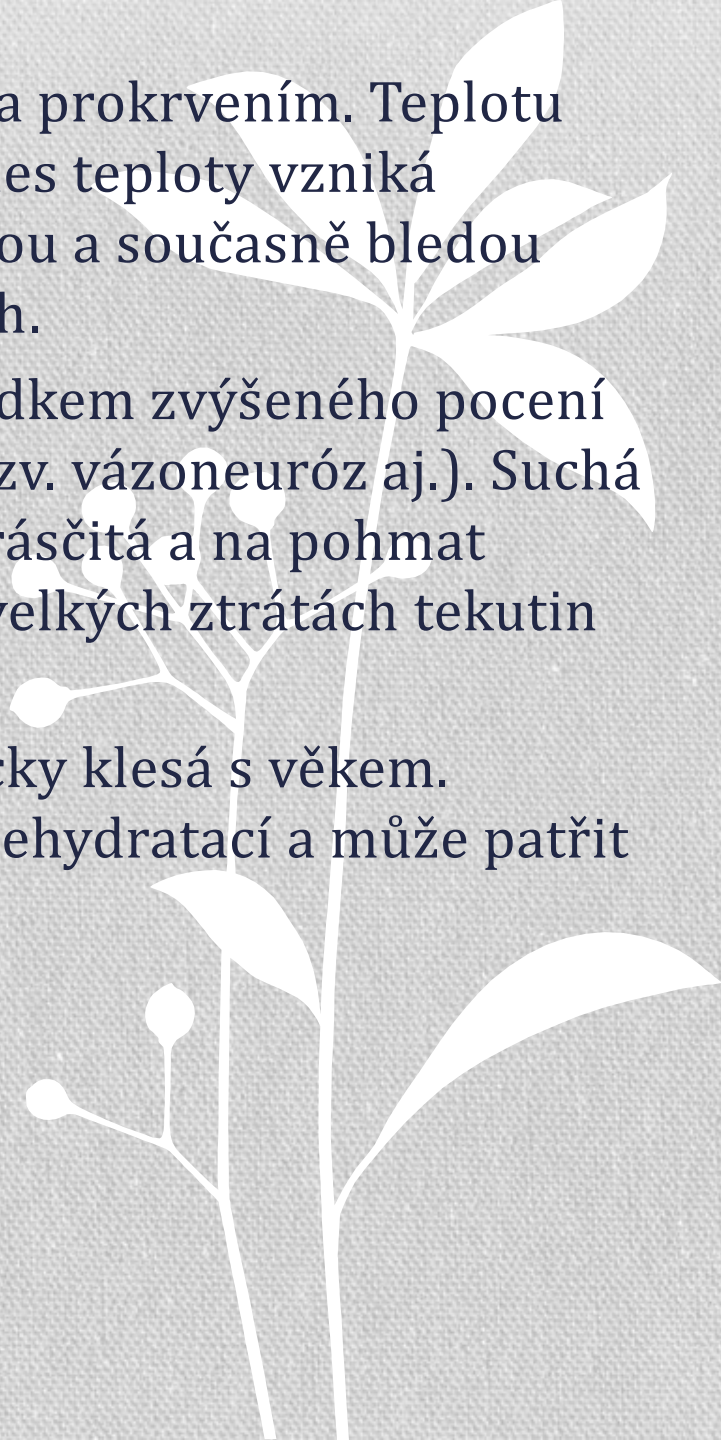 a prokrvením. Teplotu
es teploty vzniká
ou a současně bledou
h.
dkem zvýšeného pocení
zv. vázoneuróz aj.). Suchá
rásčitá a na pohmat
velkých ztrátách tekutin
cky klesá s věkem.
ehydratací a může patřit